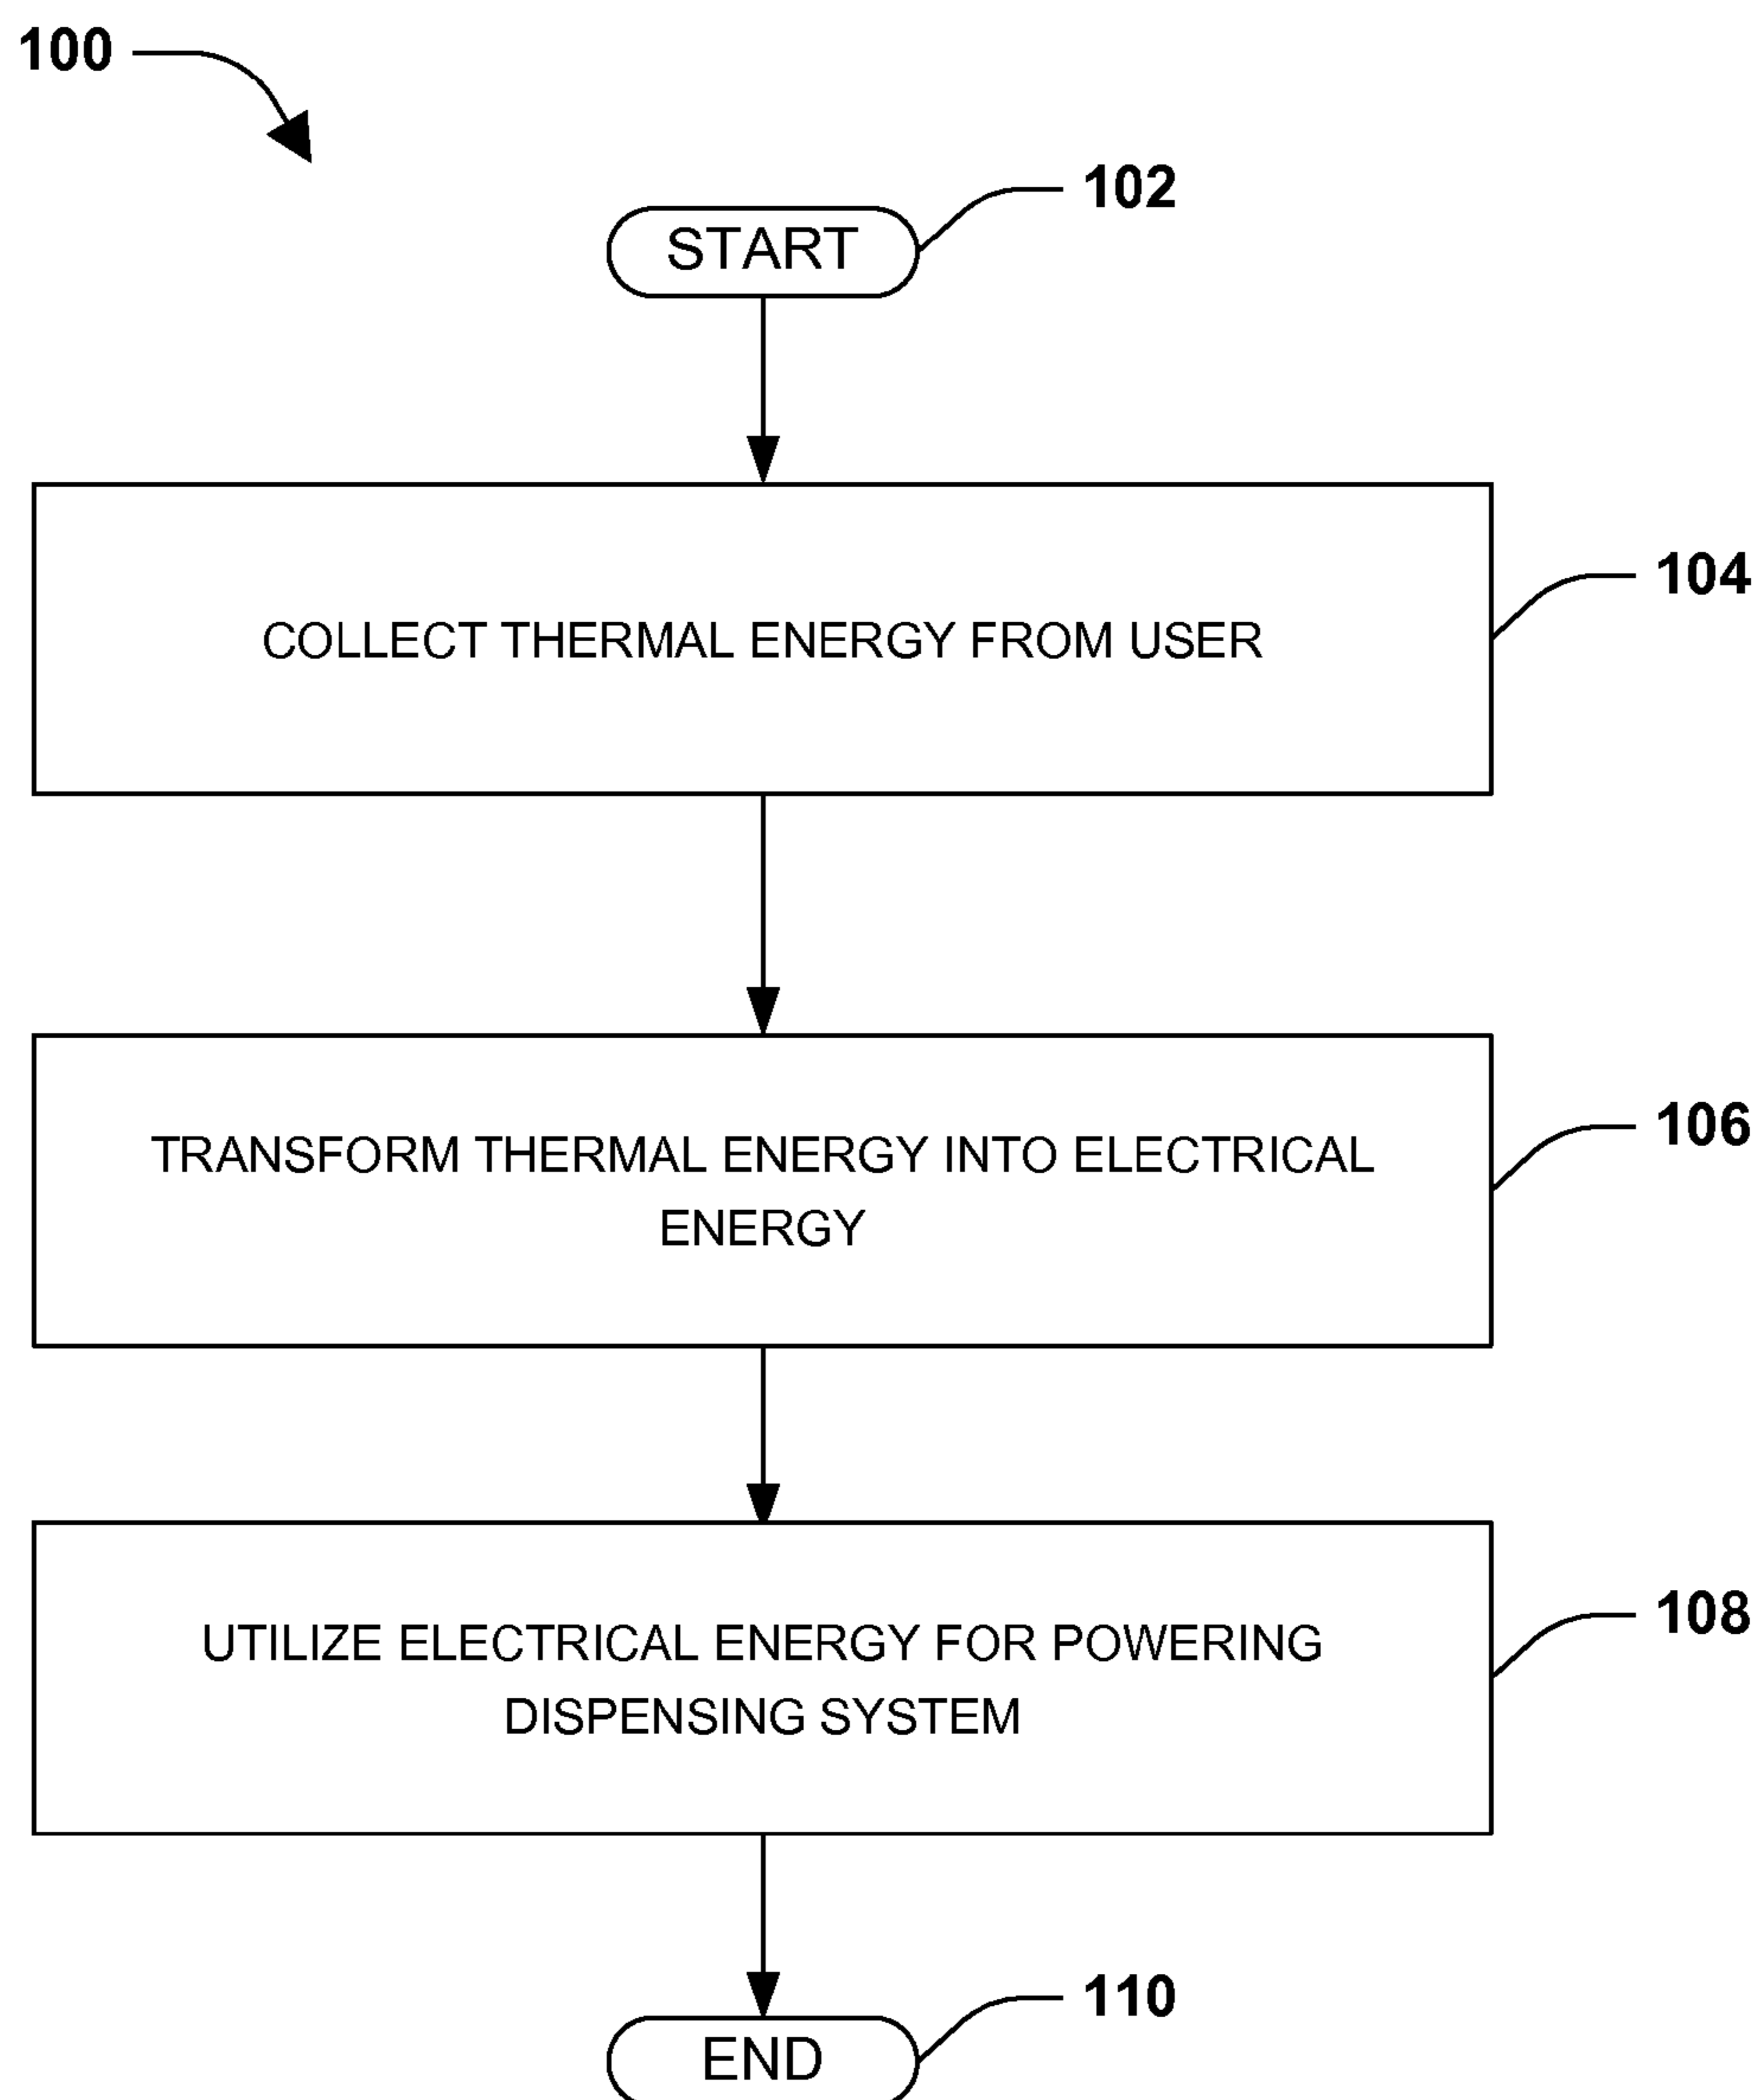 100
102
START
104
COLLECT THERMAL ENERGY FROM USER
106
TRANSFORM THERMAL ENERGY INTO ELECTRICAL
ENERGY
108
UTILIZE ELECTRICAL ENERGY FOR POWERING
DISPENSING SYSTEM
110
END